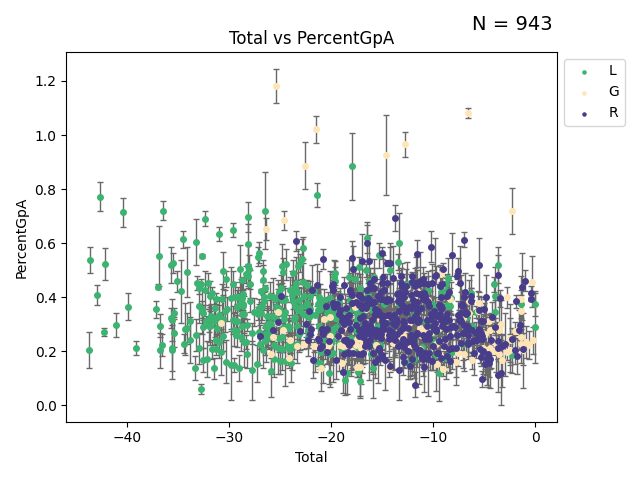 N = 943
Total vs PercentGpA
L
G
R
1.2
1.0
0.8
0.6
0.4
0.2
0.0
PercentGpA
−40
−30
−20
−10
0
Total